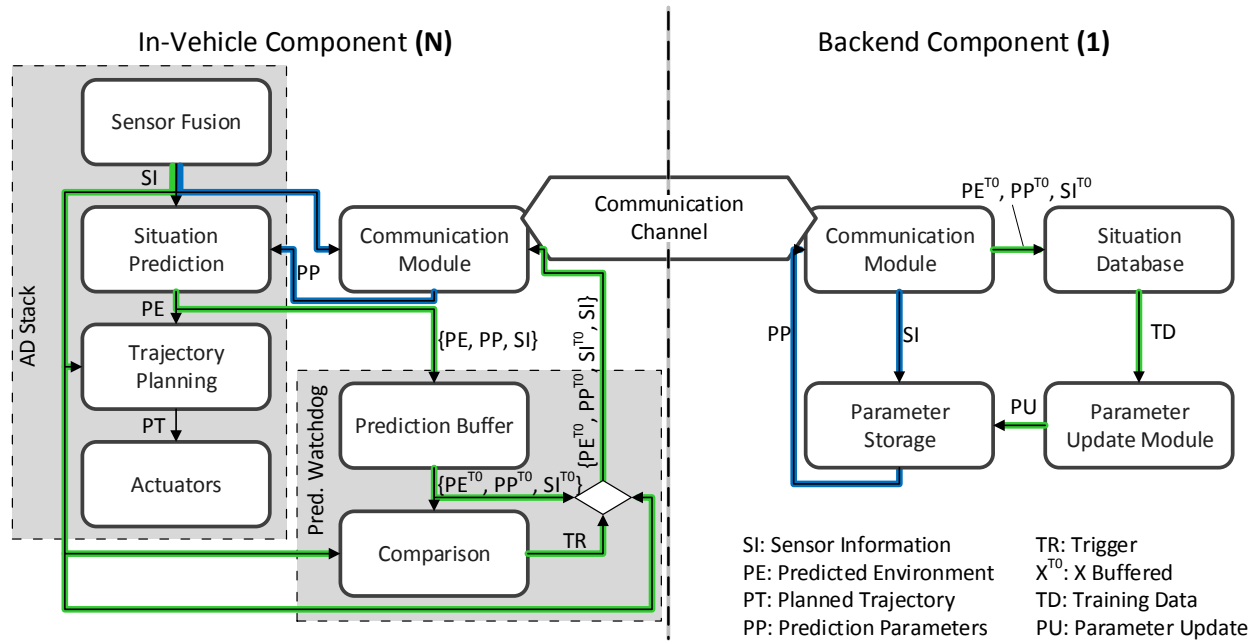 In-Vehicle Component (N)
Backend Component (1)
AD Stack
Sensor Fusion
SI
Situation
Prediction
PP
PE
Trajectory
Planning
PT
Actuators
Communication
Module
{PE, PP, SI}
Pred. Watchdog
Prediction Buffer
{PE^T0, PP^T0, SI^T0}
Comparison
TR
{PE^T0, PP^T0, SI^T0, SI}
Communication
Channel
Communication
Module
PE^T0, PP^T0, SI^T0
Situation
Database
PP
SI
TD
Parameter
Storage
PU
Parameter
Update Module
SI: Sensor Information
PE: Predicted Environment
PT: Planned Trajectory
PP: Prediction Parameters
TR: Trigger
X^T0: X Buffered
TD: Training Data
PU: Parameter Update